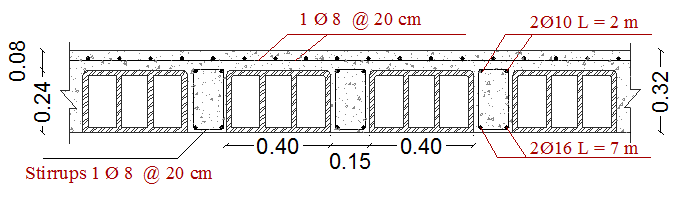 1 Ø 8 @ 20 cm
2Ø10 L = 2 m
0.08
0.24
0.32
0.40
0.15
0.40
2Ø16 L = 7 m
Stirrups 1 Ø 8 @ 20 cm